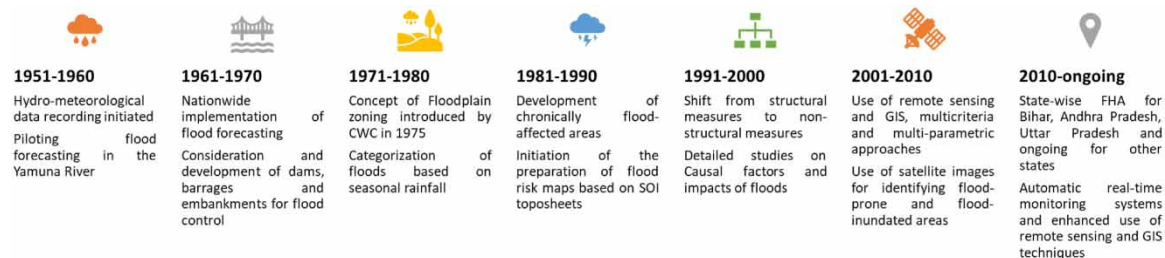 1951-1960
Hydro-meteorological
data recording initiated
Piloting flood
forecasting in the
Yamuna River
1961-1970
Nationwide
implementation of
flood forecasting
Consideration and
development of dams,
barrages and
embankments for flood
control
1971-1980
Concept of Floodplain
zoning introduced by
CWC in 1975
Categorization of
floods based on
seasonal rainfall
1981-1990
Development of
chronically flood-
affected areas
Initiation of the
preparation of flood
risk maps based on SOI
toposheets
1991-2000
Shift from structural
measures to non-
structural measures
Detailed studies on
Causal factors and
impacts of floods
2001-2010
Use of remote sensing
and GIS, multicriteria
and multi-parametric
approaches
Use of satellite images
for identifying flood-
prone and flood-
inundated areas
2010-ongoing
State-wise FHA for
Bihar, Andhra Pradesh,
Uttar Pradesh and
ongoing for other
states
Automatic real-time
monitoring systems
and enhanced use of
remote sensing and GIS
techniques